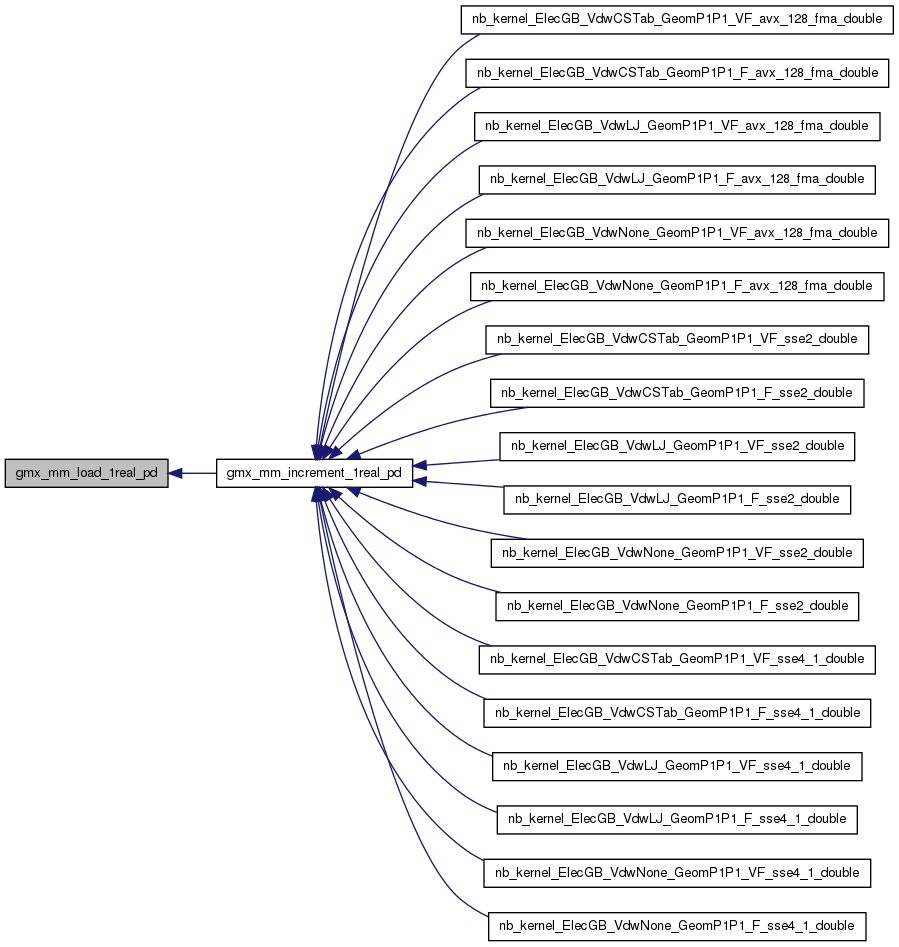 nb_kernel_ElecGB_VdwCSTab_GeomP1P1_VF_avx_128_fma_double
nb_kernel_ElecGB_VdwCSTab_GeomP1P1_F_avx_128_fma_double
nb_kernel_ElecGB_VdwLJ_GeomP1P1_VF_avx_128_fma_double
nb_kernel_ElecGB_VdwLJ_GeomP1P1_F_avx_128_fma_double
nb_kernel_ElecGB_VdwNone_GeomP1P1_VF_avx_128_fma_double
nb_kernel_ElecGB_VdwNone_GeomP1P1_F_avx_128_fma_double
nb_kernel_ElecGB_VdwCSTab_GeomP1P1_VF_sse2_double
nb_kernel_ElecGB_VdwCSTab_GeomP1P1_F_sse2_double
nb_kernel_ElecGB_VdwLJ_GeomP1P1_VF_sse2_double
gmx_mm_load_1real_pd
gmx_mm_increment_1real_pd
nb_kernel_ElecGB_VdwLJ_GeomP1P1_F_sse2_double
nb_kernel_ElecGB_VdwNone_GeomP1P1_VF_sse2_double
nb_kernel_ElecGB_VdwNone_GeomP1P1_F_sse2_double
nb_kernel_ElecGB_VdwCSTab_GeomP1P1_VF_sse4_1_double
nb_kernel_ElecGB_VdwCSTab_GeomP1P1_F_sse4_1_double
nb_kernel_ElecGB_VdwLJ_GeomP1P1_VF_sse4_1_double
nb_kernel_ElecGB_VdwLJ_GeomP1P1_F_sse4_1_double
nb_kernel_ElecGB_VdwNone_GeomP1P1_VF_sse4_1_double
nb_kernel_ElecGB_VdwNone_GeomP1P1_F_sse4_1_double